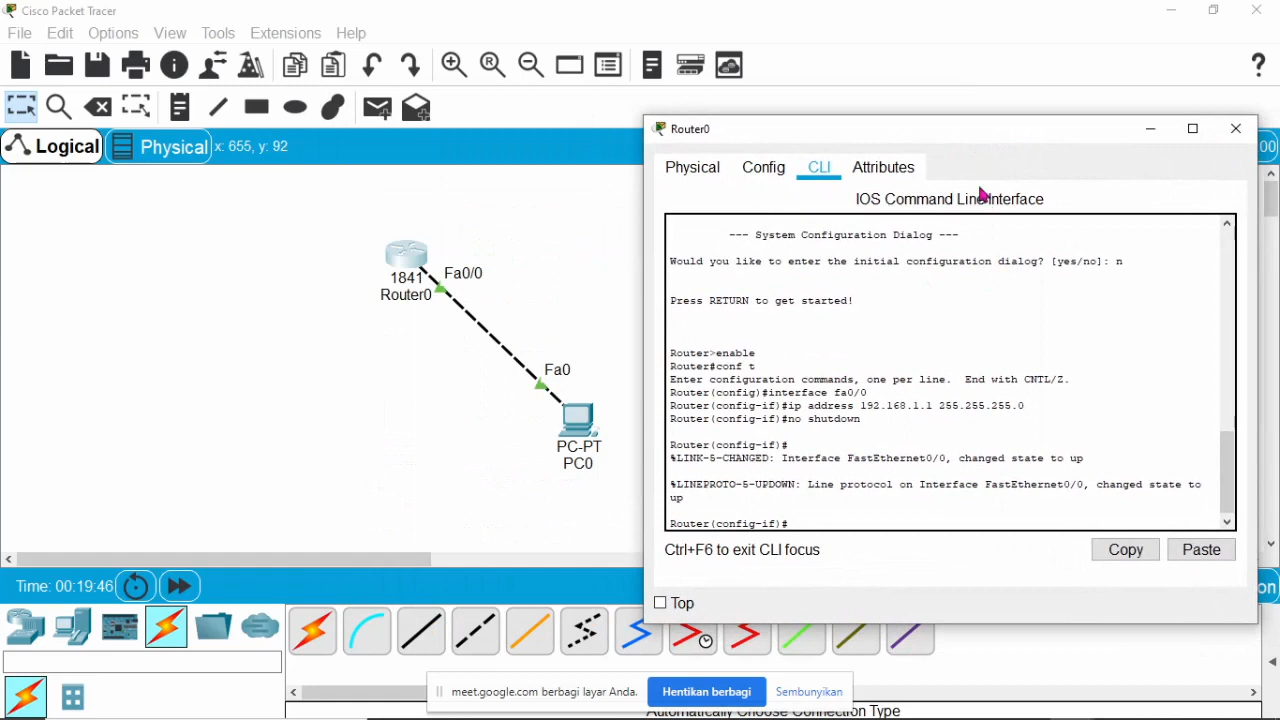 Cisco Packet Tracer
File Edit Options View Tools Extensions Help
?
Logical Physical x: 655, y: 92
00
Fa0/0
1841
Router0
Fa0
PC-PT
PC0
Router0
Physical Config CLI Attributes
IOS Command Line Interface
--- System Configuration Dialog ---
Would you like to enter the initial configuration dialog? [yes/no]: n
Press RETURN to get started!
Router>enable
Router#conf t
Enter configuration commands, one per line.  End with CNTL/Z.
Router(config)#interface fa0/0
Router(config-if)#ip address 192.168.1.1 255.255.255.0
Router(config-if)#no shutdown
Router(config-if)#
%LINK-5-CHANGED: Interface FastEthernet0/0, changed state to up
%LINEPROTO-5-UPDOWN: Line protocol on Interface FastEthernet0/0, changed state to
up
Router(config-if)#
Ctrl+F6 to exit CLI focus
Copy Paste
Top
Time: 00:19:46
on
meet.google.com berbagi layar Anda. Hentikan berbagi Sembunyikan
Automatically Choose Connection Type